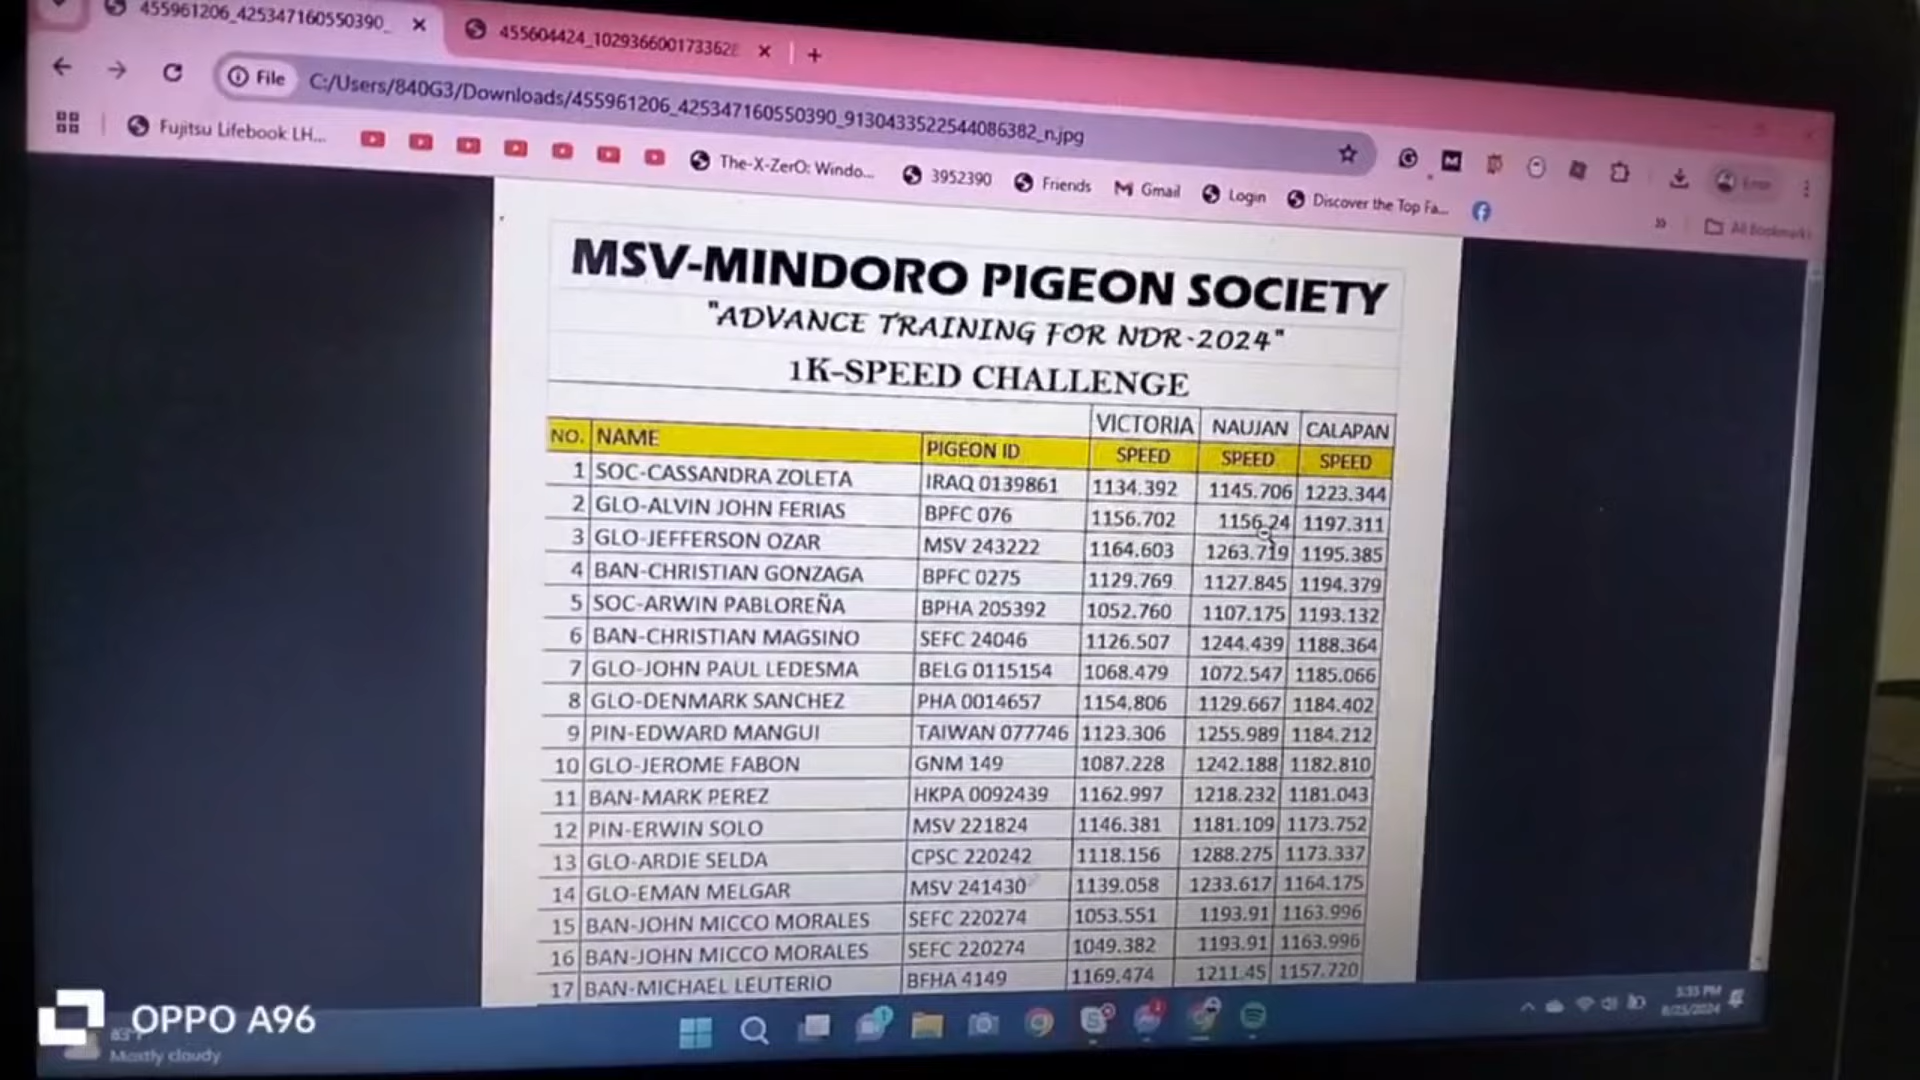 455961206_425347160550390_
455604424_102936600173362
File C:/Users/840G3/Downloads/455961206_425347160550390_9130433522544086382_n.jpg
Fujitsu Lifebook LH... The-X-ZerO: Windo... 3952390 Friends Gmail Login Discover the Top Fa...
» All Bookmarks
MSV-MINDORO PIGEON SOCIETY
"ADVANCE TRAINING FOR NDR-2024"
1K-SPEED CHALLENGE
VICTORIA NAUJAN CALAPAN
NO. NAME PIGEON ID SPEED SPEED SPEED
1 SOC-CASSANDRA ZOLETA IRAQ 0139861 1134.392 1145.706 1223.344
2 GLO-ALVIN JOHN FERIAS BPFC 076 1156.702 1156.24 1197.311
3 GLO-JEFFERSON OZAR MSV 243222 1164.603 1263.719 1195.385
4 BAN-CHRISTIAN GONZAGA BPFC 0275 1129.769 1127.845 1194.379
5 SOC-ARWIN PABLOREÑA BPHA 205392 1052.760 1107.175 1193.132
6 BAN-CHRISTIAN MAGSINO SEFC 24046 1126.507 1244.439 1188.364
7 GLO-JOHN PAUL LEDESMA BELG 0115154 1068.479 1072.547 1185.066
8 GLO-DENMARK SANCHEZ PHA 0014657 1154.806 1129.667 1184.402
9 PIN-EDWARD MANGUI TAIWAN 077746 1123.306 1255.989 1184.212
10 GLO-JEROME FABON GNM 149 1087.228 1242.188 1182.810
11 BAN-MARK PEREZ HKPA 0092439 1162.997 1218.232 1181.043
12 PIN-ERWIN SOLO MSV 221824 1146.381 1181.109 1173.752
13 GLO-ARDIE SELDA CPSC 220242 1118.156 1288.275 1173.337
14 GLO-EMAN MELGAR MSV 241430 1139.058 1233.617 1164.175
15 BAN-JOHN MICCO MORALES SEFC 220274 1053.551 1193.91 1163.996
16 BAN-JOHN MICCO MORALES SEFC 220274 1049.382 1193.91 1163.996
17 BAN-MICHAEL LEUTERIO BFHA 4149 1169.474 1211.45 1157.720
OPPO A96
Mostly cloudy
5:35 PM
8/23/2024